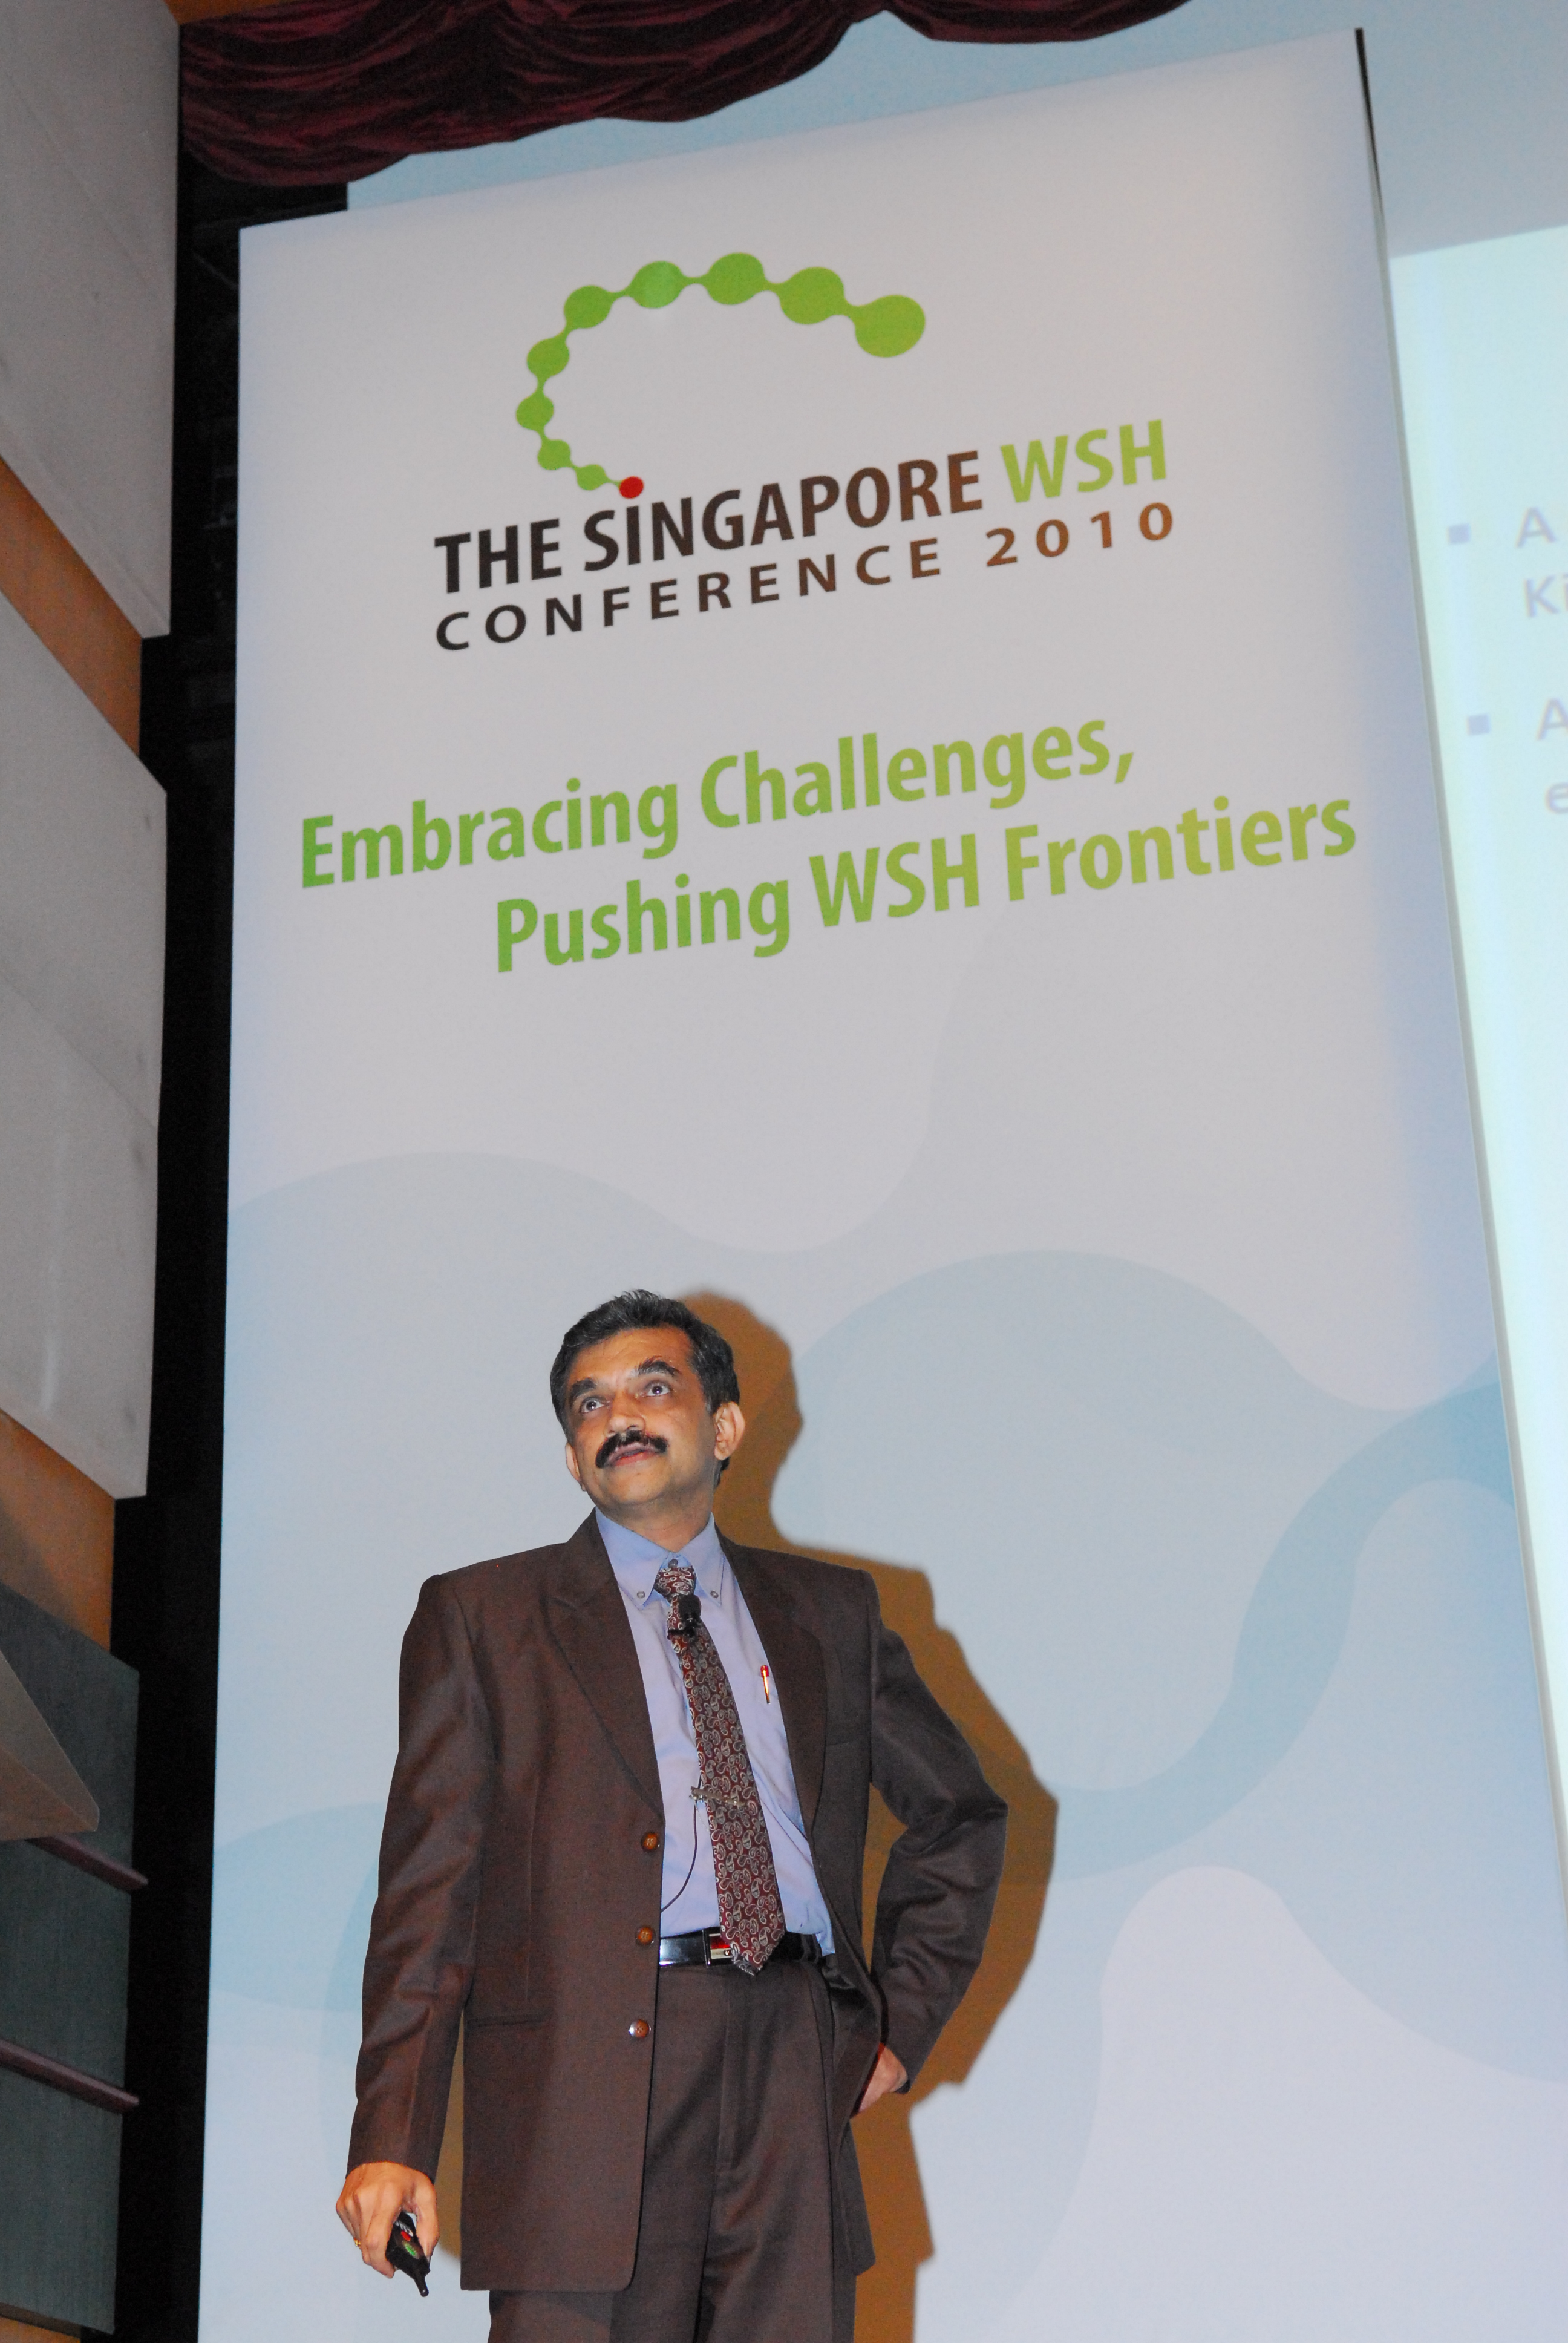 THE SINGAPORE WSH
CONFERENCE 2010
Embracing Challenges,
Pushing WSH Frontiers
A
A